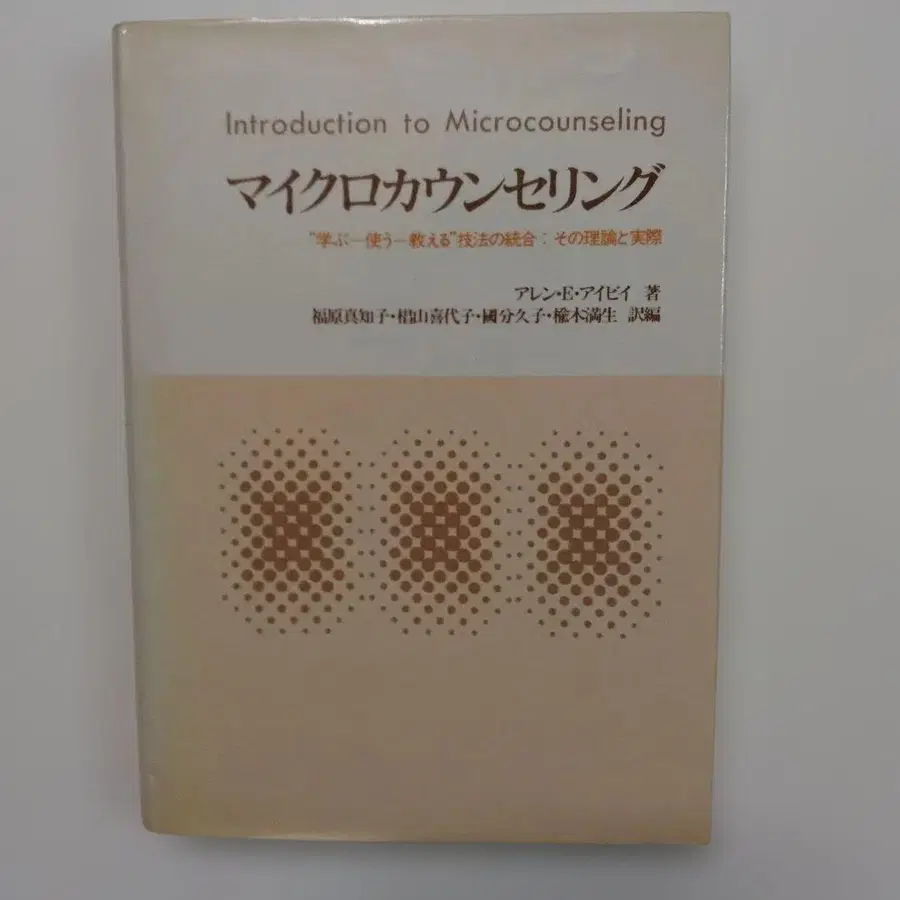 Introduction to Microcounseling
マイクロカウンセリング
"学ぶ―使う―教える"技法の統合：その理論と実際
アレン・E・アイビイ 著
福原真知子・椙山喜代子・國分久子・楡木満生 訳編